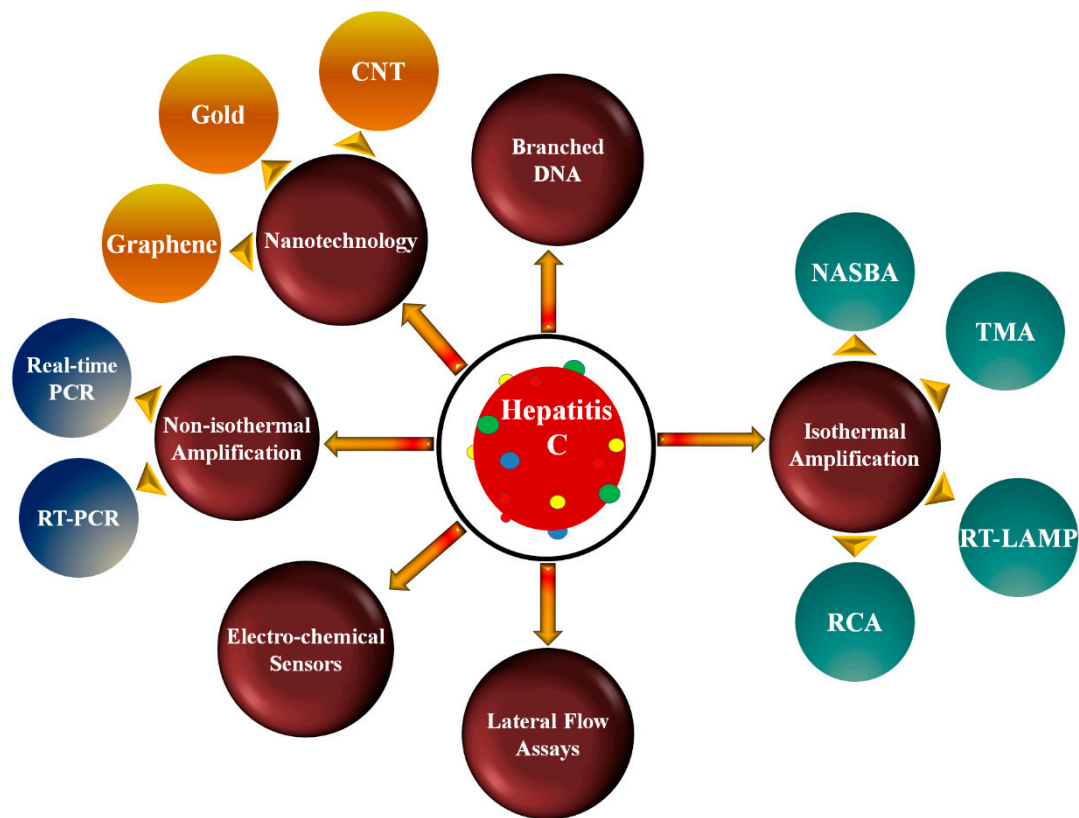 CNT
Gold
Graphene
Nanotechnology
Branched
DNA
NASBA
TMA
Isothermal
Amplification
RT-LAMP
RCA
Hepatitis
C
Real-time
PCR
Non-isothermal
Amplification
RT-PCR
Electro-chemical
Sensors
Lateral Flow
Assays